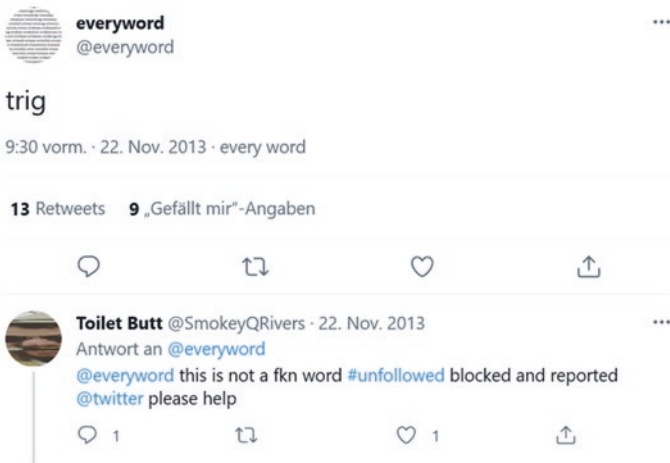 everyword
@everyword
trig
9:30 vorm. · 22. Nov. 2013 · every word
13 Retweets 9 „Gefällt mir“-Angaben
Toilet Butt @SmokeyQRivers · 22. Nov. 2013
Antwort an @everyword
@everyword this is not a fkn word #unfollowed blocked and reported
@twitter please help
1 1